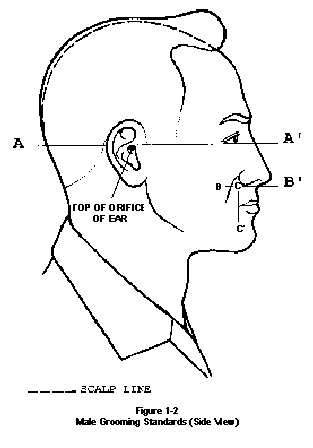 A
A'
B
C
B'
TOP OF ORIFICE
OF EAR
C'
SCALP LINE
Figure 1-2
Male Grooming Standards (Side View)